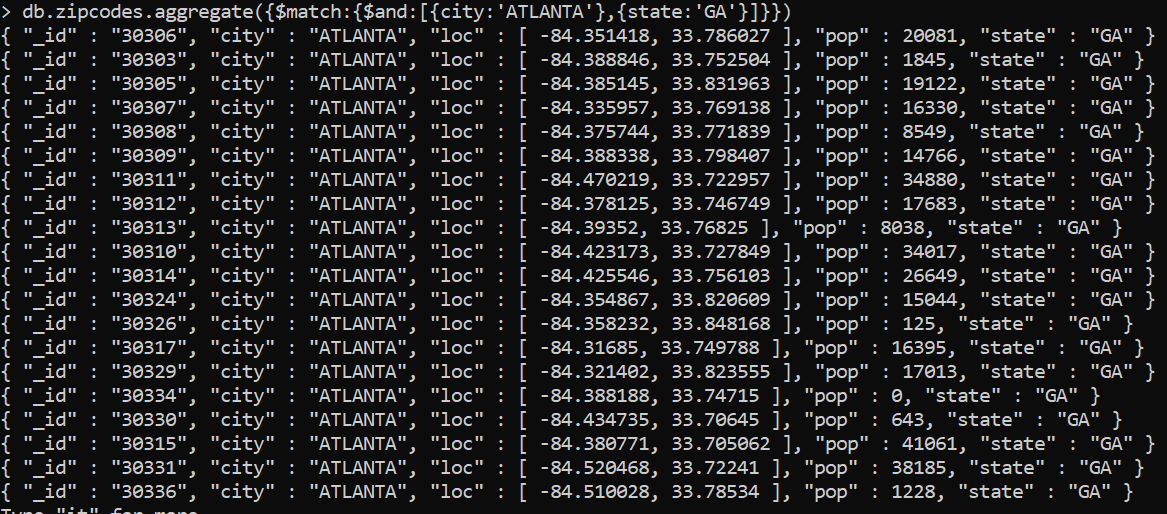 > db.zipcodes.aggregate({$match:{$and:[{city:'ATLANTA'},{state:'GA'}]}})
{ "_id" : "30306", "city" : "ATLANTA", "loc" : [ -84.351418, 33.786027 ], "pop" : 20081, "state" : "GA" }
{ "_id" : "30303", "city" : "ATLANTA", "loc" : [ -84.388846, 33.752504 ], "pop" : 1845, "state" : "GA" }
{ "_id" : "30305", "city" : "ATLANTA", "loc" : [ -84.385145, 33.831963 ], "pop" : 19122, "state" : "GA" }
{ "_id" : "30307", "city" : "ATLANTA", "loc" : [ -84.335957, 33.769138 ], "pop" : 16330, "state" : "GA" }
{ "_id" : "30308", "city" : "ATLANTA", "loc" : [ -84.375744, 33.771839 ], "pop" : 8549, "state" : "GA" }
{ "_id" : "30309", "city" : "ATLANTA", "loc" : [ -84.388338, 33.798407 ], "pop" : 14766, "state" : "GA" }
{ "_id" : "30311", "city" : "ATLANTA", "loc" : [ -84.470219, 33.722957 ], "pop" : 34880, "state" : "GA" }
{ "_id" : "30312", "city" : "ATLANTA", "loc" : [ -84.378125, 33.746749 ], "pop" : 17683, "state" : "GA" }
{ "_id" : "30313", "city" : "ATLANTA", "loc" : [ -84.39352, 33.76825 ], "pop" : 8038, "state" : "GA" }
{ "_id" : "30310", "city" : "ATLANTA", "loc" : [ -84.423173, 33.727849 ], "pop" : 34017, "state" : "GA" }
{ "_id" : "30314", "city" : "ATLANTA", "loc" : [ -84.425546, 33.756103 ], "pop" : 26649, "state" : "GA" }
{ "_id" : "30324", "city" : "ATLANTA", "loc" : [ -84.354867, 33.820609 ], "pop" : 15044, "state" : "GA" }
{ "_id" : "30326", "city" : "ATLANTA", "loc" : [ -84.358232, 33.848168 ], "pop" : 125, "state" : "GA" }
{ "_id" : "30317", "city" : "ATLANTA", "loc" : [ -84.31685, 33.749788 ], "pop" : 16395, "state" : "GA" }
{ "_id" : "30329", "city" : "ATLANTA", "loc" : [ -84.321402, 33.823555 ], "pop" : 17013, "state" : "GA" }
{ "_id" : "30334", "city" : "ATLANTA", "loc" : [ -84.388188, 33.74715 ], "pop" : 0, "state" : "GA" }
{ "_id" : "30330", "city" : "ATLANTA", "loc" : [ -84.434735, 33.70645 ], "pop" : 643, "state" : "GA" }
{ "_id" : "30315", "city" : "ATLANTA", "loc" : [ -84.380771, 33.705062 ], "pop" : 41061, "state" : "GA" }
{ "_id" : "30331", "city" : "ATLANTA", "loc" : [ -84.520468, 33.72241 ], "pop" : 38185, "state" : "GA" }
{ "_id" : "30336", "city" : "ATLANTA", "loc" : [ -84.510028, 33.78534 ], "pop" : 1228, "state" : "GA" }
Type "it" for more